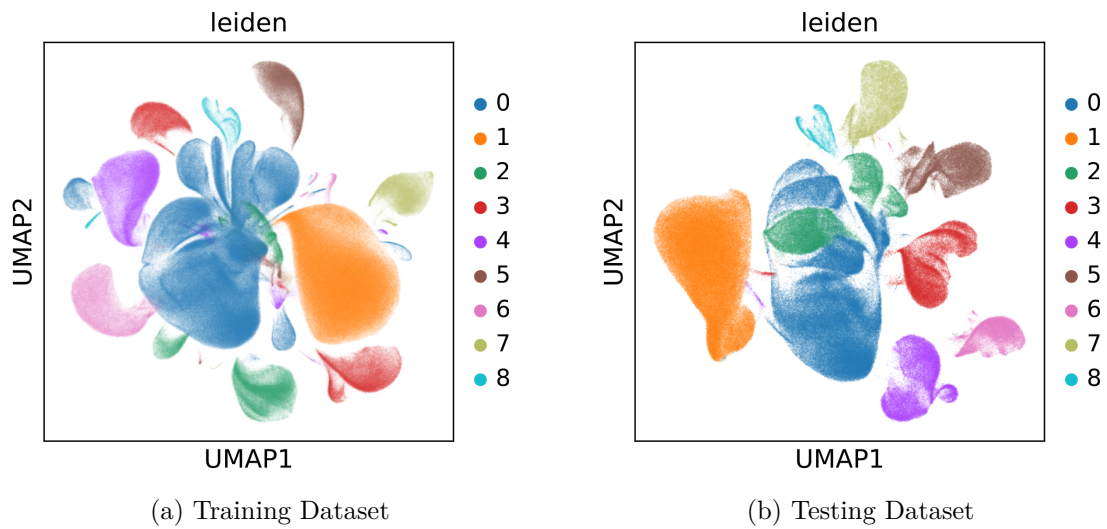 leiden
UMAP2
UMAP1
0
1
2
3
4
5
6
7
8
(a) Training Dataset
leiden
UMAP2
UMAP1
0
1
2
3
4
5
6
7
8
(b) Testing Dataset